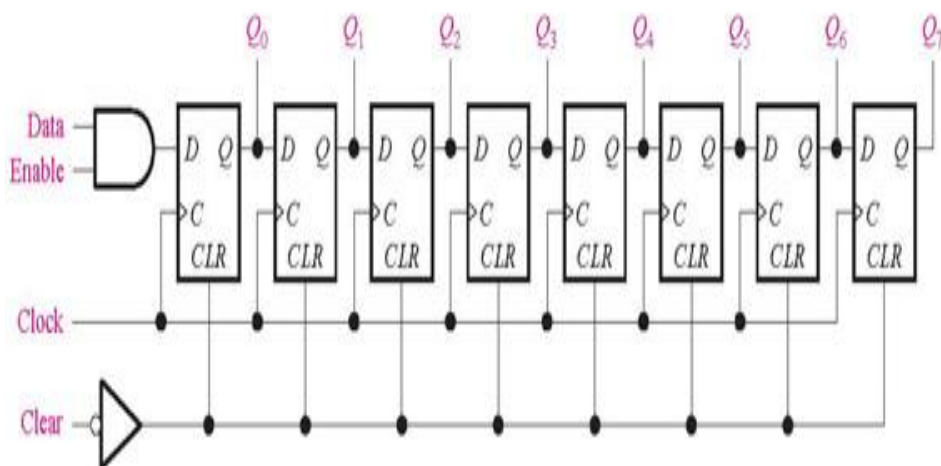 Q0 Q1 Q2 Q3 Q4 Q5 Q6 Q7
Data
D Q D Q D Q D Q D Q D Q D Q D Q
Enable
C C C C C C C C
CLR CLR CLR CLR CLR CLR CLR CLR
Clock
Clear